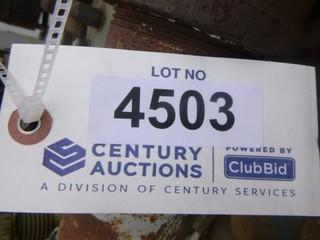 LOT NO
4503
CENTURY
AUCTIONS
POWERED BY
ClubBid
A DIVISION OF CENTURY SERVICES